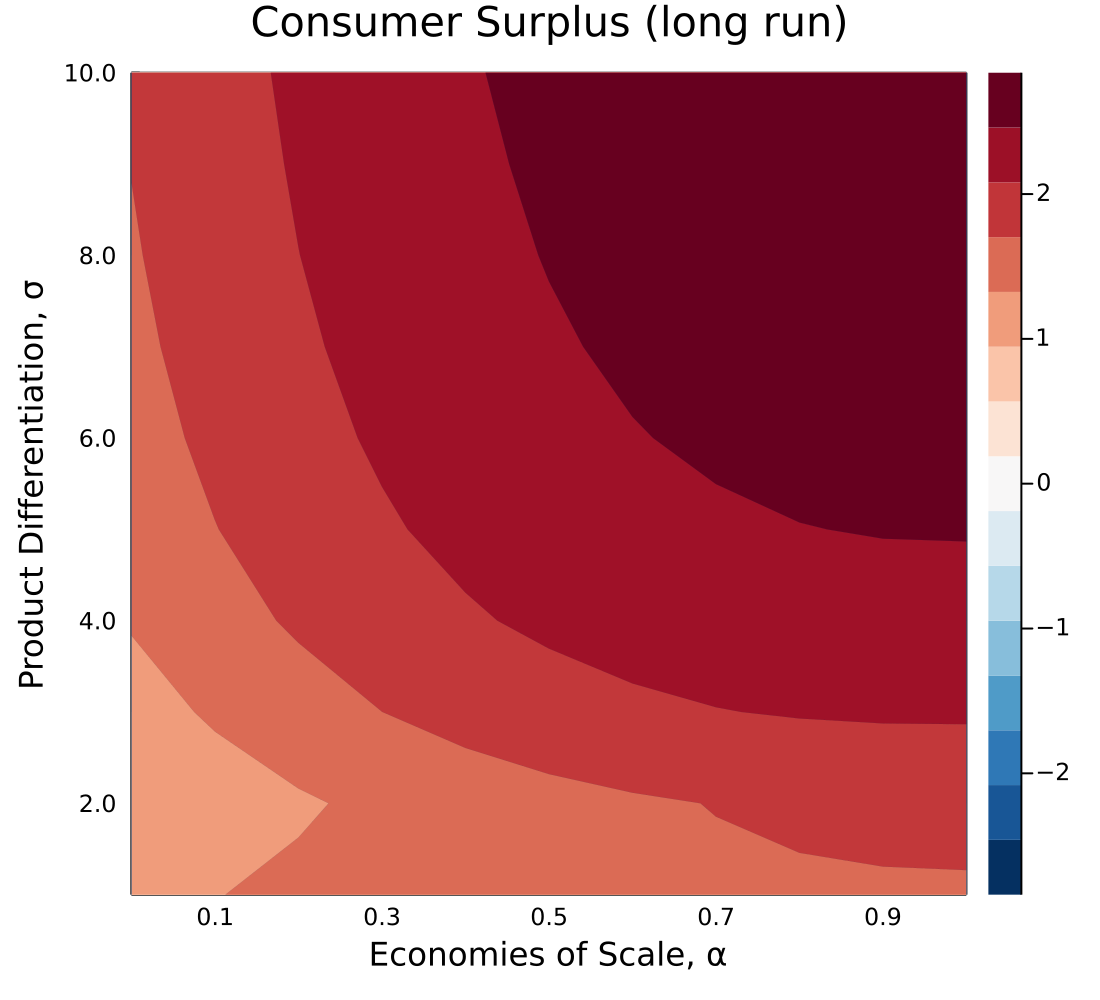 Consumer Surplus (long run)
10.0
8.0
6.0
4.0
2.0
Product Differentiation, σ
0.1 0.3 0.5 0.7 0.9
Economies of Scale, α
2
1
0
−1
−2